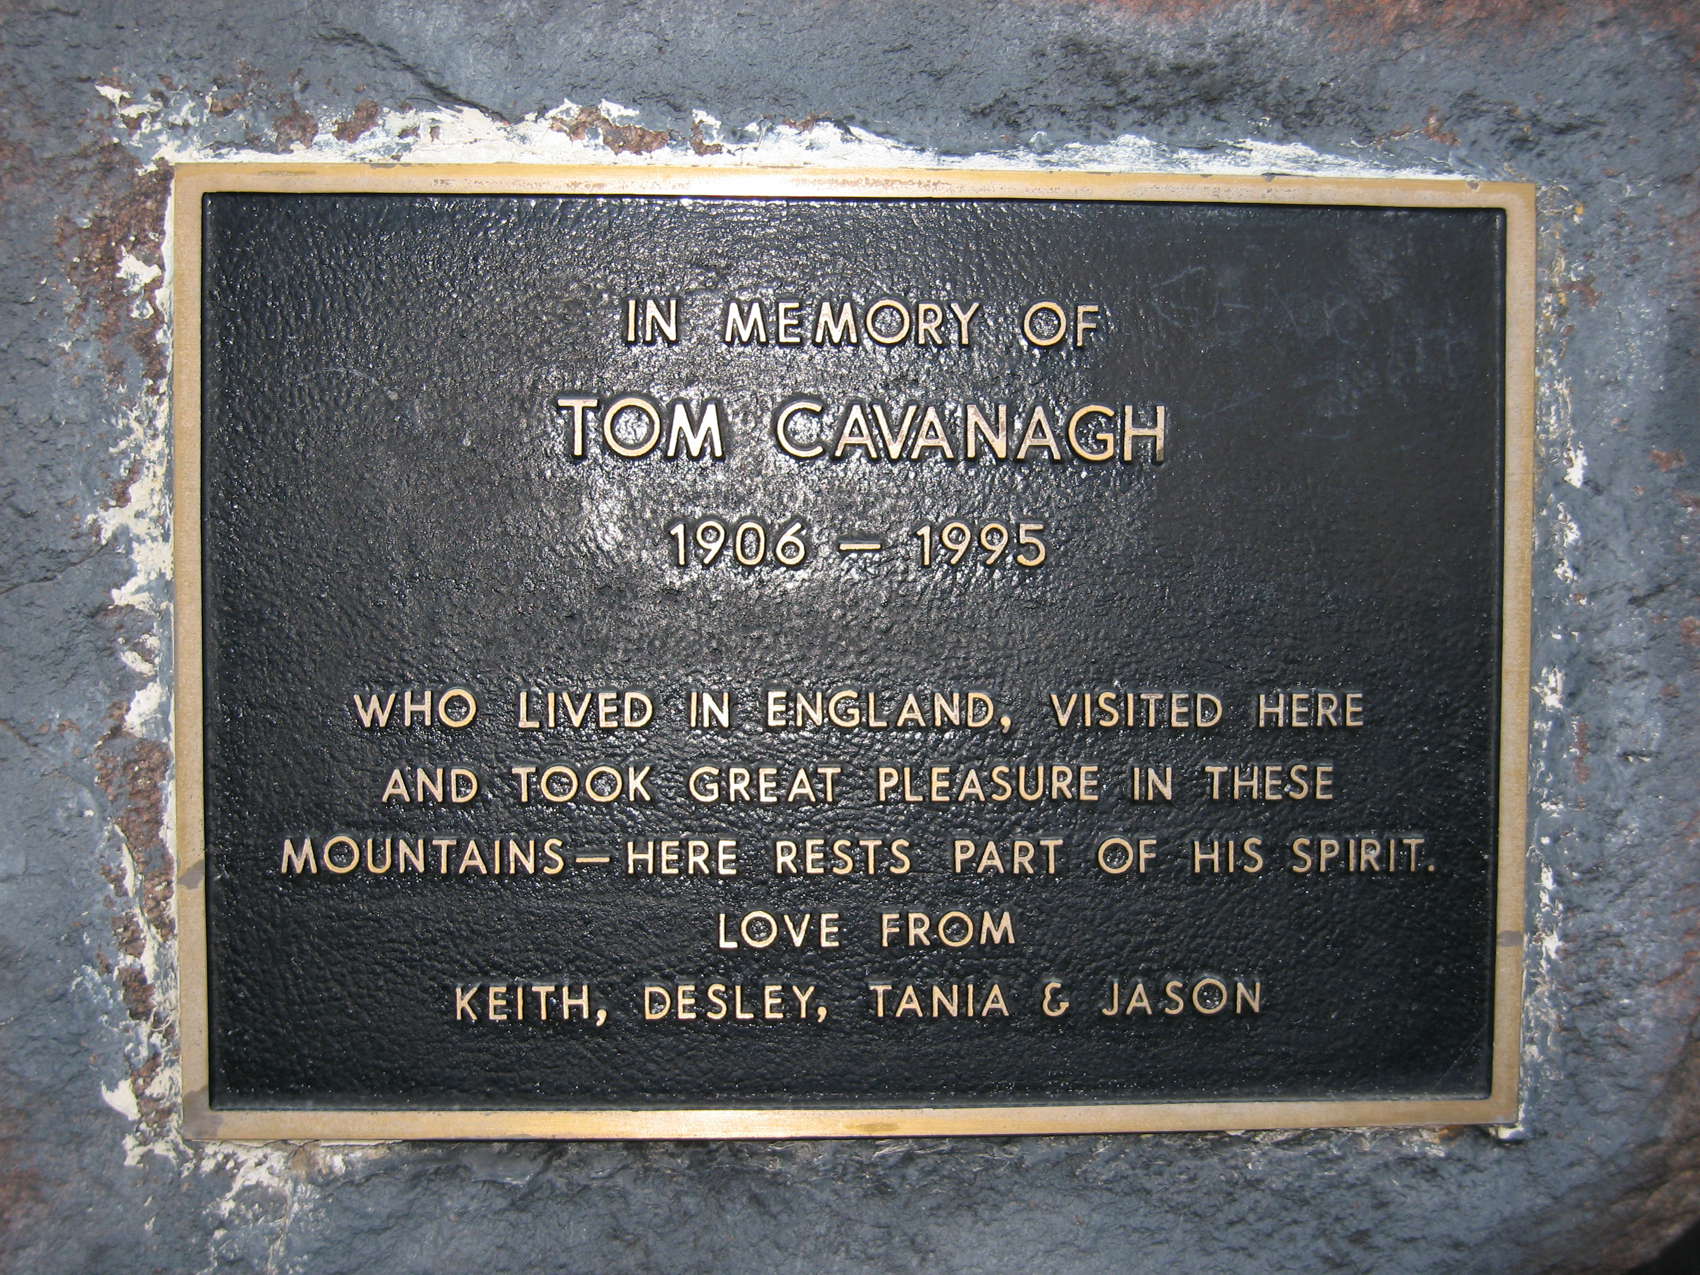 IN MEMORY OF
TOM CAVANAGH
1906 — 1995
WHO LIVED IN ENGLAND, VISITED HERE
AND TOOK GREAT PLEASURE IN THESE
MOUNTAINS — HERE RESTS PART OF HIS SPIRIT.
LOVE FROM
KEITH, DESLEY, TANIA & JASON